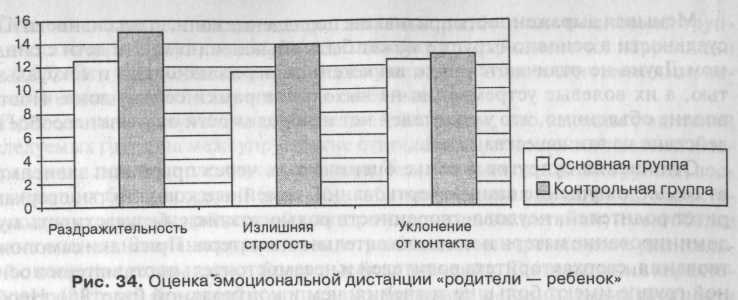 16
14
12
10
8
6
4
2
0
Раздражительность
Излишняя
строгость
Уклонение
от контакта
Основная группа
Контрольная группа
Рис. 34. Оценка эмоциональной дистанции «родители — ребенок»